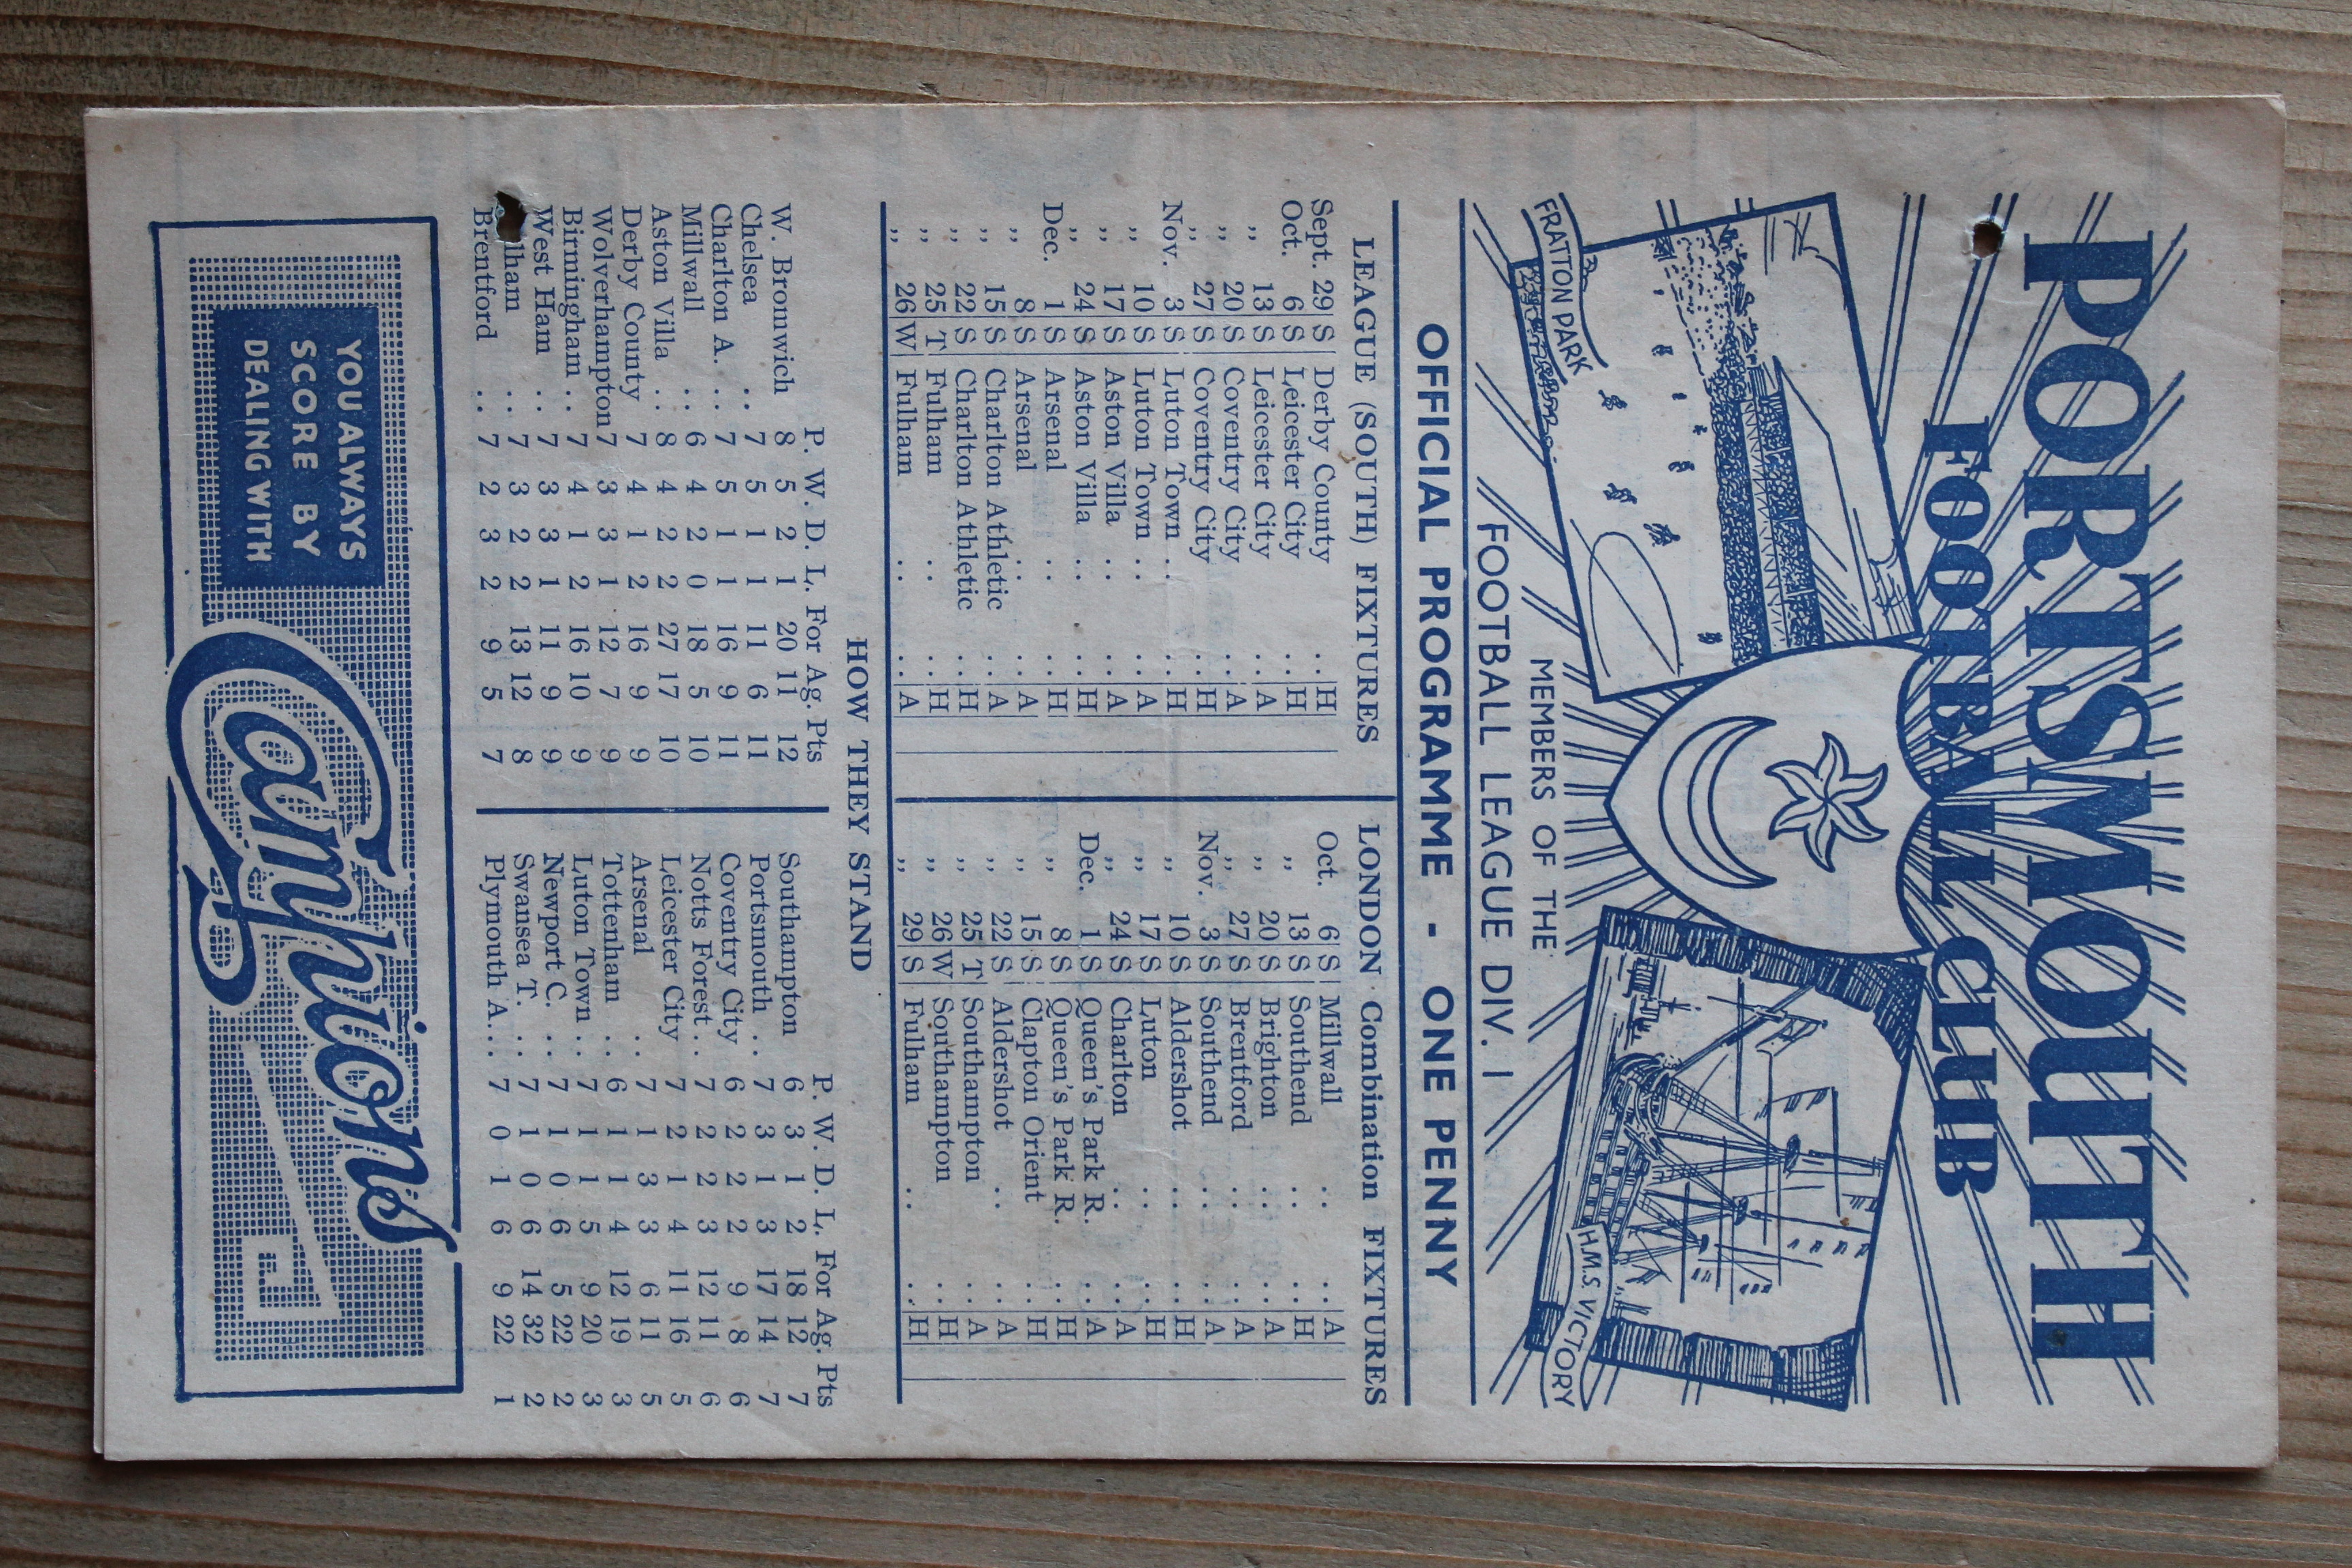 PORTSMOUTH
FOOTBALL CLUB
FRATTON PARK
H.M.S. VICTORY
MEMBERS OF THE
FOOTBALL LEAGUE DIV. I
OFFICIAL PROGRAMME - ONE PENNY
LEAGUE (SOUTH) FIXTURES
Sept. 29 S Derby County .. H
Oct. 6 S Leicester City .. H
„ 13 S Leicester City .. A
„ 20 S Coventry City .. A
„ 27 S Coventry City .. H
Nov. 3 S Luton Town .. .. H
„ 10 S Luton Town .. .. A
„ 17 S Aston Villa .. .. A
„ 24 S Aston Villa .. .. H
Dec. 1 S Arsenal .. .. H
„ 8 S Arsenal .. .. A
„ 15 S Charlton Athletic .. A
„ 22 S Charlton Athletic .. H
„ 25 T Fulham .. .. H
„ 26 W Fulham .. .. A
LONDON Combination FIXTURES
Oct. 6 S Millwall .. .. A
„ 13 S Southend .. .. H
„ 20 S Brighton .. .. A
„ 27 S Brentford .. .. A
Nov. 3 S Southend .. .. A
„ 10 S Aldershot .. .. H
„ 17 S Luton .. .. H
„ 24 S Charlton .. .. A
Dec. 1 S Queen's Park R. .. A
„ 8 S Queen's Park R. .. H
„ 15 S Clapton Orient .. H
„ 22 S Aldershot .. .. A
„ 25 T Southampton .. A
„ 26 W Southampton .. H
„ 29 S Fulham .. .. H
HOW THEY STAND
P. W. D. L. For Ag. Pts
W. Bromwich 8 5 2 1 20 11 12
Chelsea .. 7 5 1 1 11 6 11
Charlton A. .. 7 5 1 1 16 9 11
Millwall .. 6 4 2 0 18 5 10
Aston Villa .. 8 4 2 2 27 17 10
Derby County 7 4 1 2 16 9 9
Wolverhampton 7 3 3 1 12 7 9
Birmingham .. 7 4 1 2 16 10 9
West Ham .. 7 3 3 1 11 9 9
lham .. 7 3 2 2 13 12 8
Brentford .. 7 2 3 2 9 5 7
P. W. D. L. For Ag. Pts
Southampton 6 3 1 2 18 12 7
Portsmouth .. 7 3 1 3 17 14 7
Coventry City 6 2 2 2 9 8 6
Notts Forest .. 7 2 2 3 12 11 6
Leicester City 7 2 1 4 11 16 5
Arsenal .. 7 1 3 3 6 11 5
Tottenham .. 6 1 1 4 12 19 3
Luton Town .. 7 1 1 5 9 20 3
Newport C. .. 7 1 0 6 5 22 2
Swansea T. .. 7 1 0 6 14 32 2
Plymouth A. .. 7 0 1 6 9 22 1
YOU ALWAYS
SCORE BY
DEALING WITH
Campion's